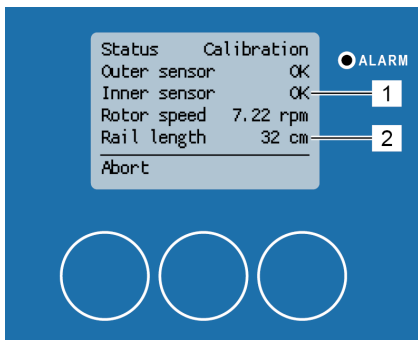 Status Calibration
Outer sensor OK
Inner sensor OK
Rotor speed 7.22 rpm
Rail length 32 cm
Abort
ALARM
1
2